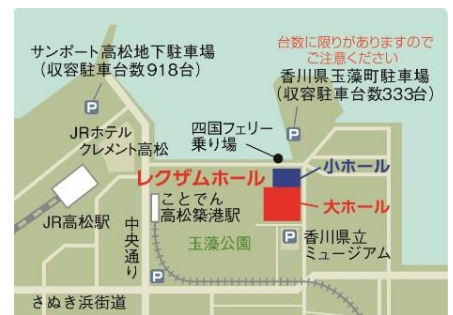 サンポート高松地下駐車場
(収容駐車台数918台)
P
台数に限りがありますので
ご注意ください
香川県玉藻町駐車場
(収容駐車台数333台)
P
JRホテル
クレメント高松
四国フェリー
乗り場
小ホール
レクザムホール
大ホール
ことでん
高松築港駅
JR高松駅
中央通り
玉藻公園
P
香川県立
ミュージアム
P
さぬき浜街道